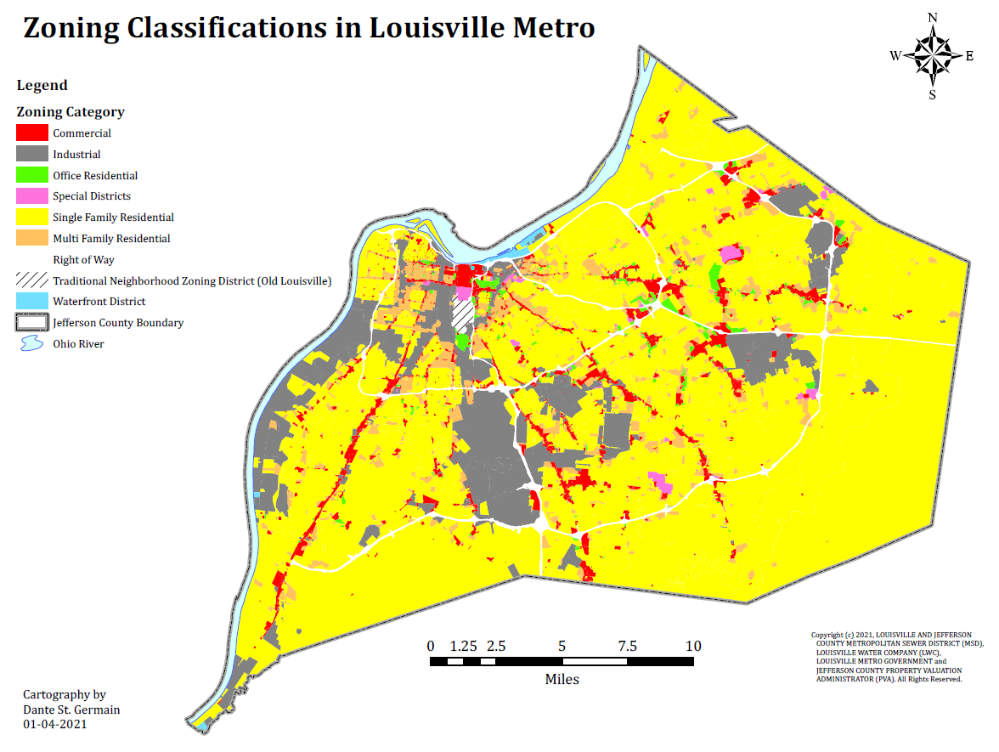 Zoning Classifications in Louisville Metro
N
W
E
S
Legend
Zoning Category
Commercial
Industrial
Office Residential
Special Districts
Single Family Residential
Multi Family Residential
Right of Way
Traditional Neighborhood Zoning District (Old Louisville)
Waterfront District
Jefferson County Boundary
Ohio River
0 1.25 2.5 5 7.5 10
Miles
Copyright (c) 2021, LOUISVILLE AND JEFFERSON
COUNTY METROPOLITAN SEWER DISTRICT (MSD),
LOUISVILLE WATER COMPANY (LWC),
LOUISVILLE METRO GOVERNMENT and
JEFFERSON COUNTY PROPERTY VALUATION
ADMINISTRATOR (PVA). All Rights Reserved.
Cartography by
Dante St. Germain
01-04-2021